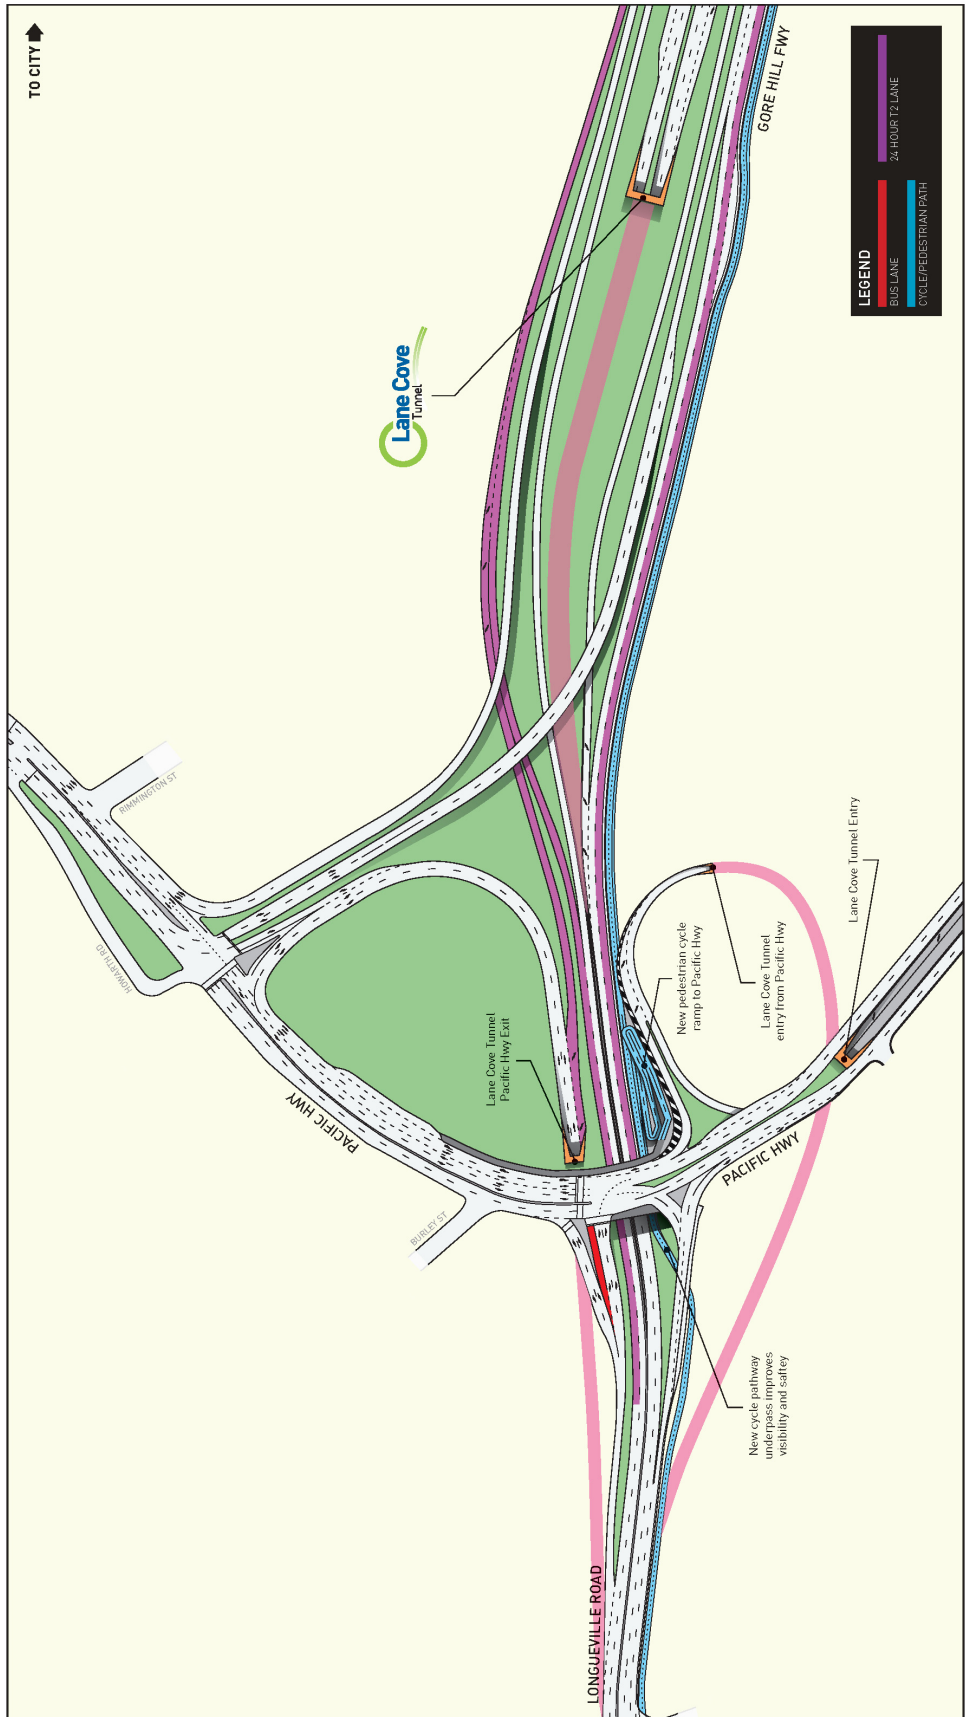 TO CITY
GORE HILL FWY
LEGEND
BUS LANE
24 HOUR T2 LANE
CYCLE/PEDESTRIAN PATH
Lane Cove
Tunnel
RIMMINGTON ST
HOWARTH RD
PACIFIC HWY
BURLEY ST
Lane Cove Tunnel
Pacific Hwy Exit
New pedestrian cycle
ramp to Pacific Hwy
Lane Cove Tunnel
entry from Pacific Hwy
Lane Cove Tunnel Entry
PACIFIC HWY
New cycle pathway
underpass improves
visibility and saftey
LONGUEVILLE ROAD